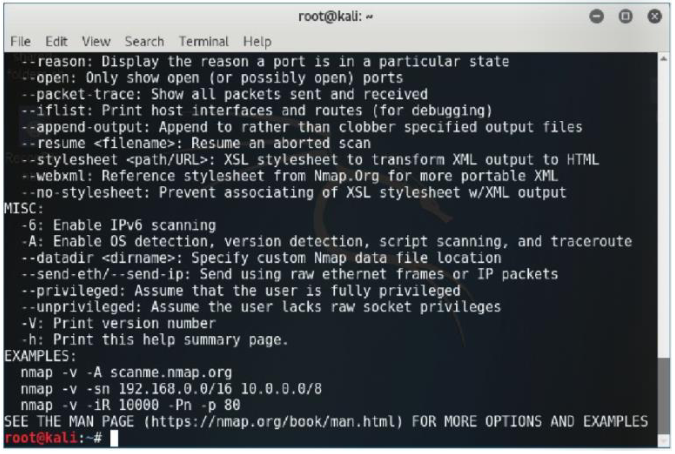 root@kali: ~
File Edit View Search Terminal Help
--reason: Display the reason a port is in a particular state
--open: Only show open (or possibly open) ports
--packet-trace: Show all packets sent and received
--iflist: Print host interfaces and routes (for debugging)
--append-output: Append to rather than clobber specified output files
--resume <filename>: Resume an aborted scan
--stylesheet <path/URL>: XSL stylesheet to transform XML output to HTML
--webxml: Reference stylesheet from Nmap.Org for more portable XML
--no-stylesheet: Prevent associating of XSL stylesheet w/XML output
MISC:
-6: Enable IPv6 scanning
-A: Enable OS detection, version detection, script scanning, and traceroute
--datadir <dirname>: Specify custom Nmap data file location
--send-eth/--send-ip: Send using raw ethernet frames or IP packets
--privileged: Assume that the user is fully privileged
--unprivileged: Assume the user lacks raw socket privileges
-V: Print version number
-h: Print this help summary page.
EXAMPLES:
nmap -v -A scanme.nmap.org
nmap -v -sn 192.168.0.0/16 10.0.0.0/8
nmap -v -iR 10000 -Pn -p 80
SEE THE MAN PAGE (https://nmap.org/book/man.html) FOR MORE OPTIONS AND EXAMPLES
root@kali:~#